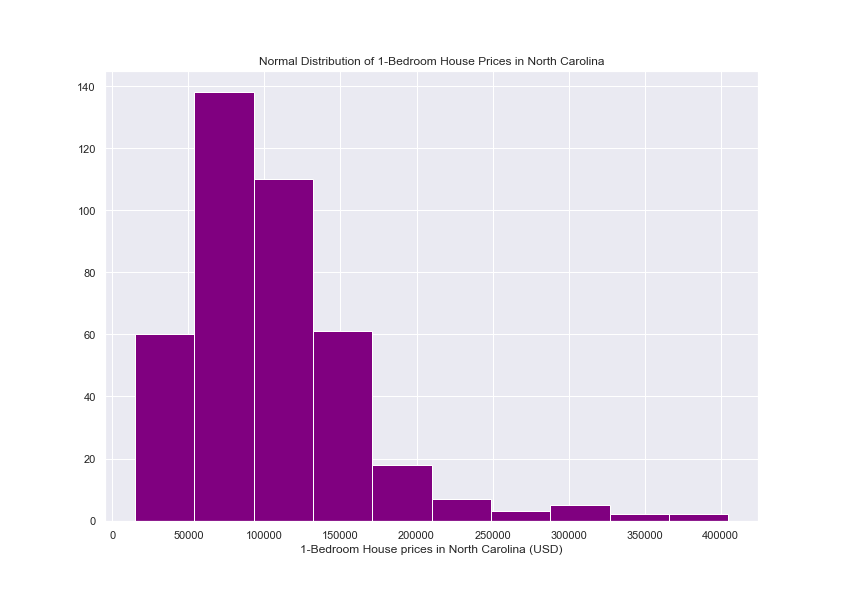 Normal Distribution of 1-Bedroom House Prices in North Carolina
140
120
100
80
60
40
20
0
0 50000 100000 150000 200000 250000 300000 350000 400000
1-Bedroom House prices in North Carolina (USD)